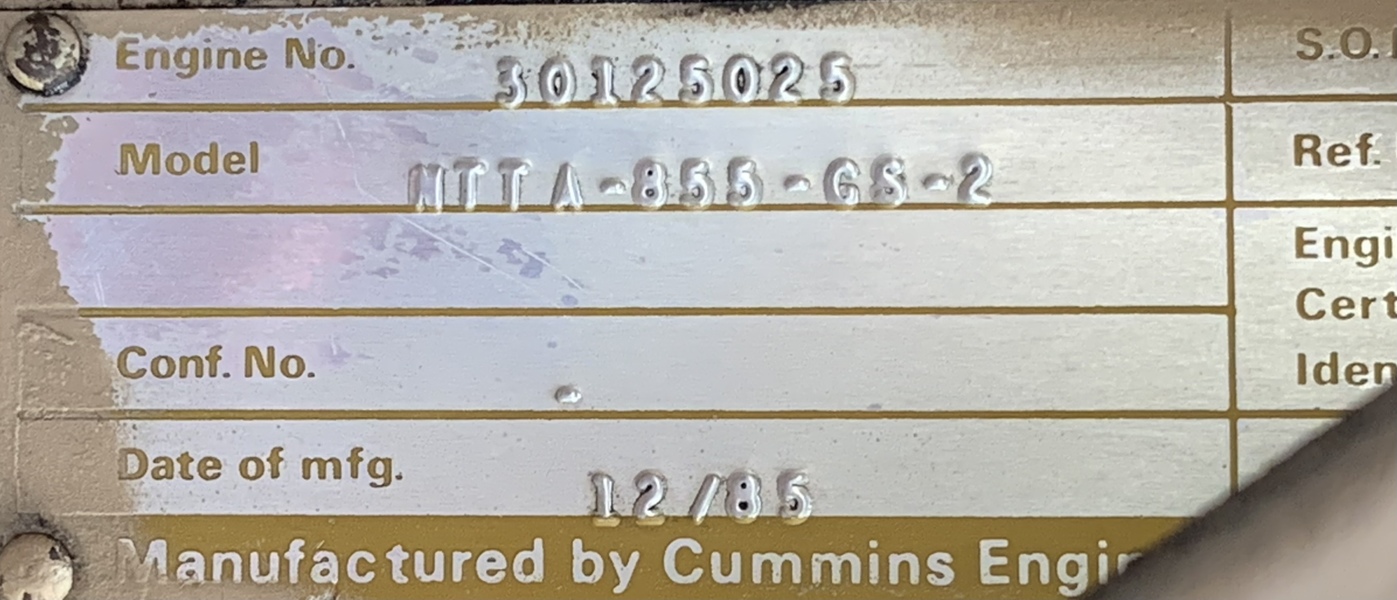 Engine No. 30125025
S.O.
Model NTTA-855-GS-2
Ref.
Engi
Cert
Conf. No.
Iden
Date of mfg. 12/85
Manufactured by Cummins Engin